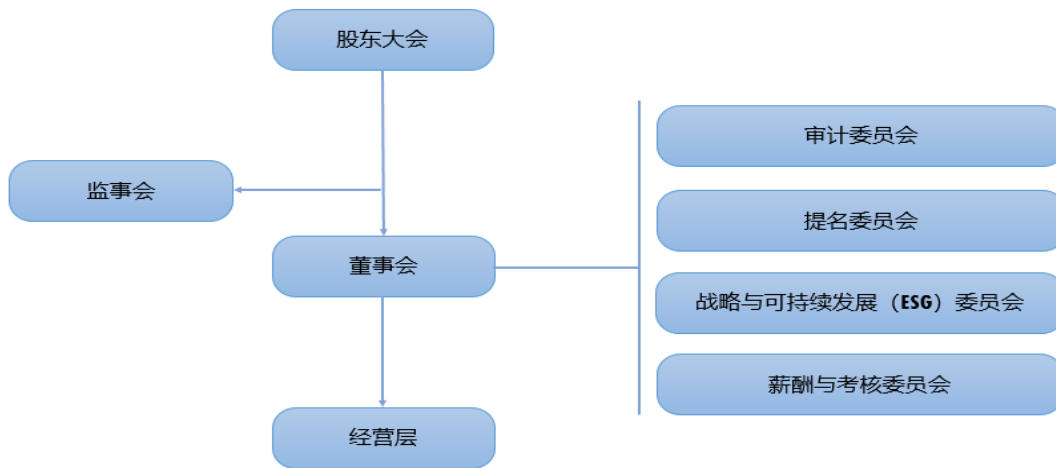 股东大会
审计委员会
监事会
提名委员会
董事会
战略与可持续发展（ESG）委员会
薪酬与考核委员会
经营层